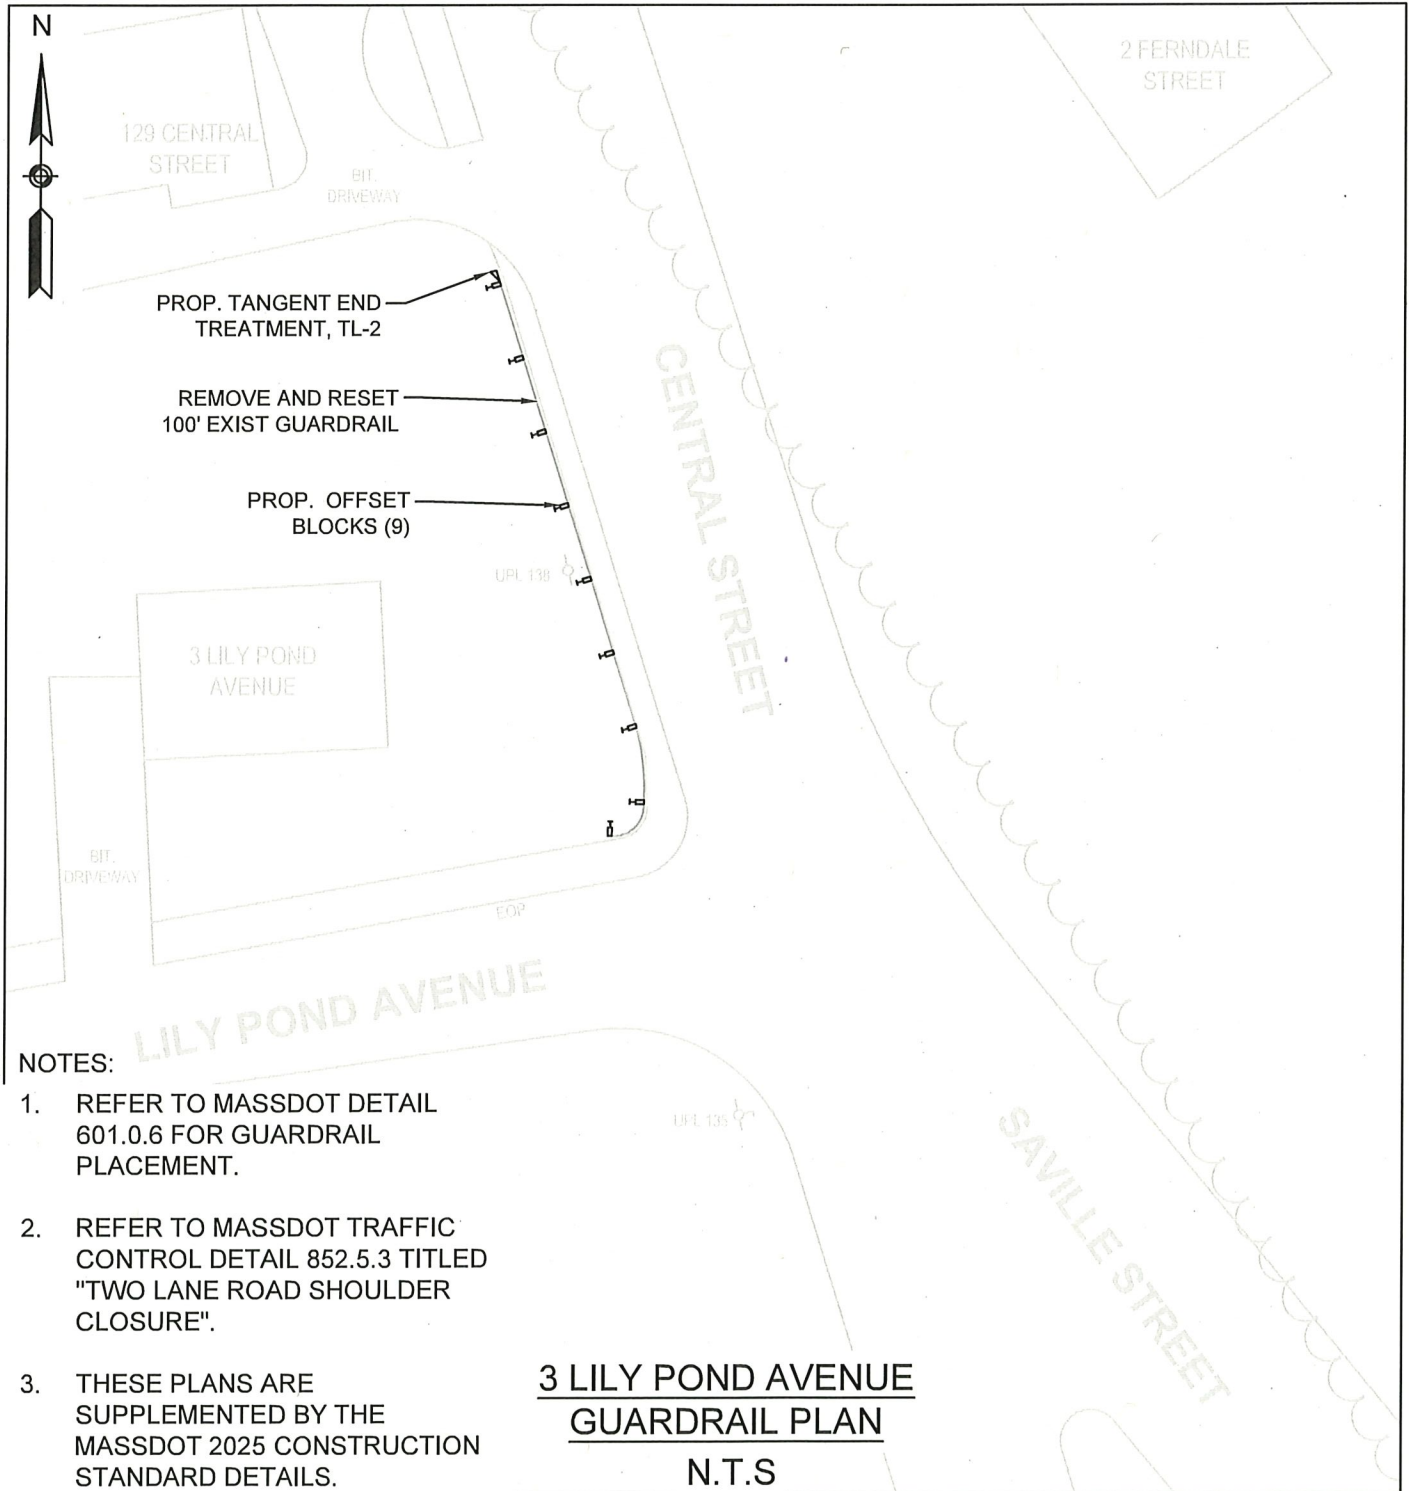 N
2 FERNDALE
STREET
129 CENTRAL
STREET
BIT.
DRIVEWAY
PROP. TANGENT END
TREATMENT, TL-2
REMOVE AND RESET
100' EXIST GUARDRAIL
PROP. OFFSET
BLOCKS (9)
CENTRAL STREET
UPL 138
3 LILY POND
AVENUE
BIT.
DRIVEWAY
EOP
LILY POND AVENUE
UPL 135
SAVILLE STREET
NOTES:
1. REFER TO MASSDOT DETAIL
601.0.6 FOR GUARDRAIL
PLACEMENT.
2. REFER TO MASSDOT TRAFFIC
CONTROL DETAIL 852.5.3 TITLED
"TWO LANE ROAD SHOULDER
CLOSURE".
3. THESE PLANS ARE
SUPPLEMENTED BY THE
MASSDOT 2025 CONSTRUCTION
STANDARD DETAILS.
3 LILY POND AVENUE
GUARDRAIL PLAN
N.T.S